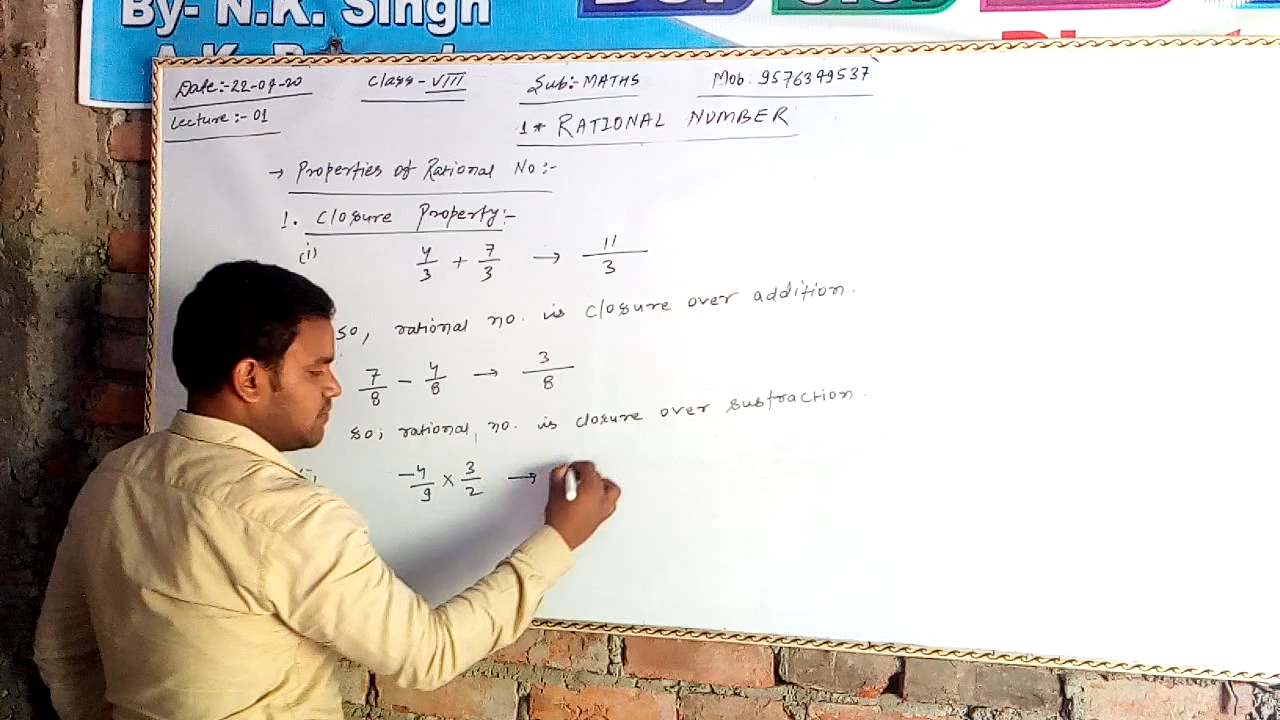 By- N.K. Singh
Date:-22-07-20 Class-VIII Sub:- MATHS Mob. 9576399537
Lecture:- 01
1* RATIONAL NUMBER
→ Properties of Rational No:-
1. Closure Property:-
(i) 4/3 + 7/3 → 11/3
so, rational no. is closure over addition.
7/8 - 4/8 → 3/8
so; rational, no. is closure over subtraction.
-4/9 × 3/2 →